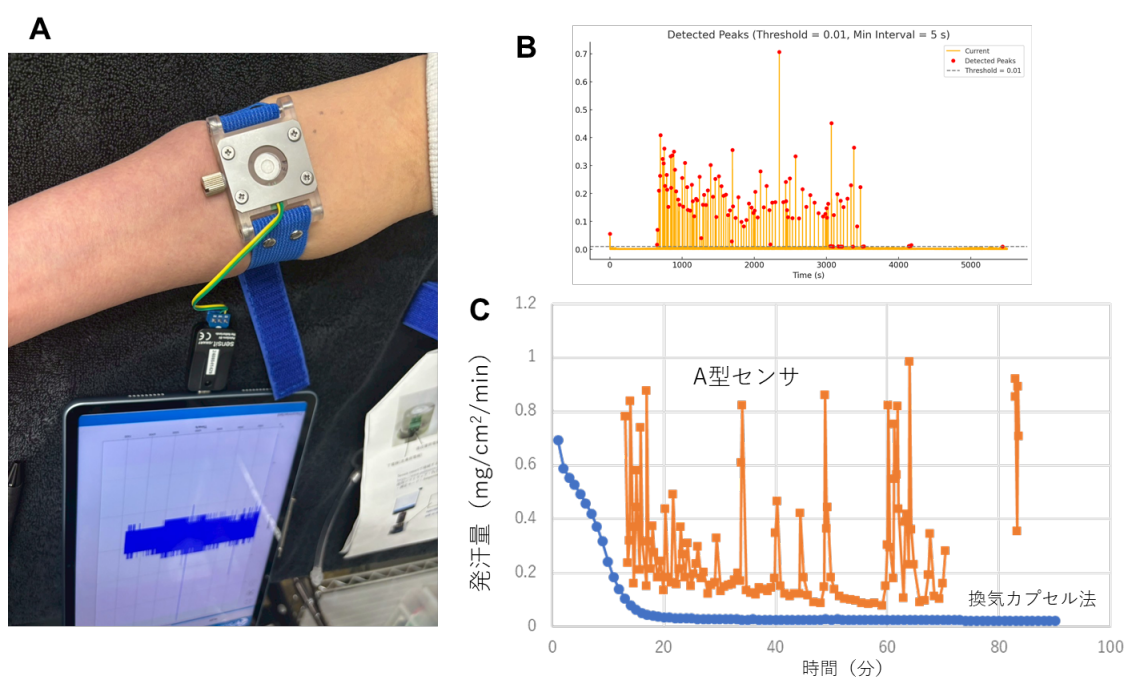 A
sensit
B
Detected Peaks (Threshold = 0.01, Min Interval = 5 s)
Current
Detected Peaks
Threshold = 0.01
0.7
0.6
0.5
0.4
0.3
0.2
0.1
0.0
0
1000
2000
3000
4000
5000
Time (s)
C
発汗量（mg/cm²/min）
1.2
1
0.8
0.6
0.4
0.2
0
A型センサ
換気カプセル法
0
20
40
60
80
100
時間（分）